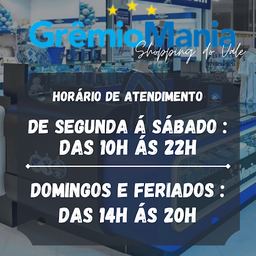 GrêmioMania
Shopping do Vale
HORÁRIO DE ATENDIMENTO
DE SEGUNDA Á SÁBADO :
DAS 10H ÁS 22H
DOMINGOS E FERIADOS :
DAS 14H ÁS 20H